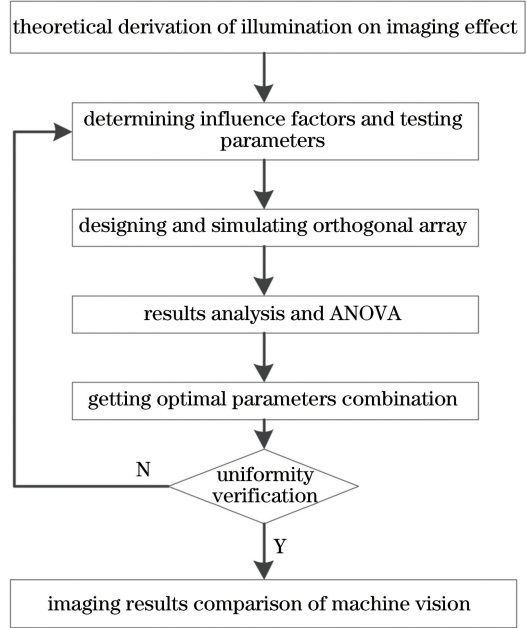 theoretical derivation of illumination on imaging effect
determining influence factors and testing
parameters
designing and simulating orthogonal array
results analysis and ANOVA
getting optimal parameters combination
N
uniformity
verification
Y
imaging results comparison of machine vision